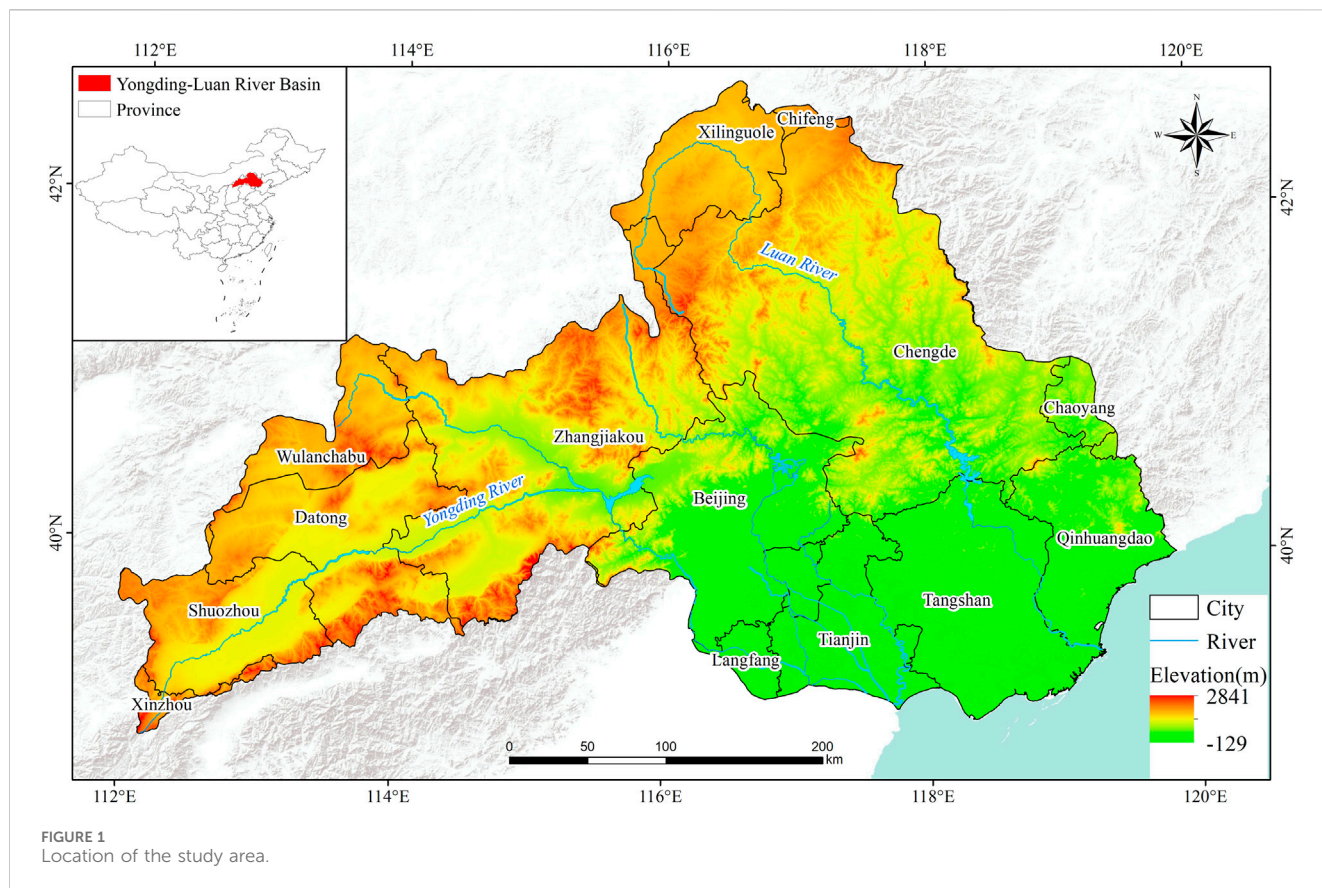 112°E
114°E
116°E
118°E
120°E
Yongding-Luan River Basin
Province
N
W
E
S
42°N
42°N
Xilinguole
Chifeng
Luan River
Chengde
Chaoyang
Zhangjiakou
Wulanchabu
Beijing
Yongding River
Datong
40°N
40°N
Qinhuangdao
Shuozhou
Tangshan
Tianjin
Langfang
Xinzhou
City
River
Elevation(m)
2841
-129
0 50 100 200
km
112°E
114°E
116°E
118°E
120°E
FIGURE 1
Location of the study area.